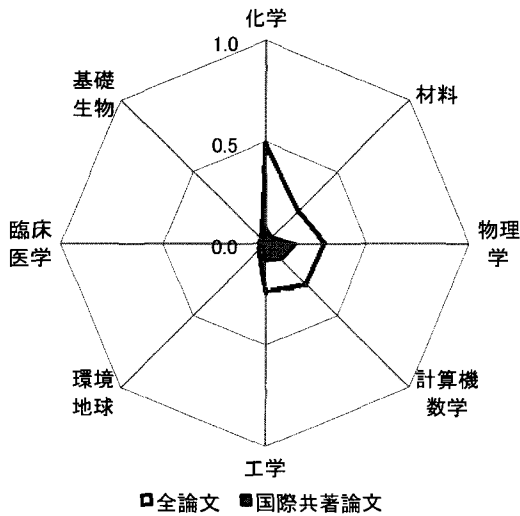 化学
1.0
基礎
生物
材料
0.5
臨床
医学
0.0
物理
学
環境
地球
計算機
数学
工学
全論文 国際共著論文